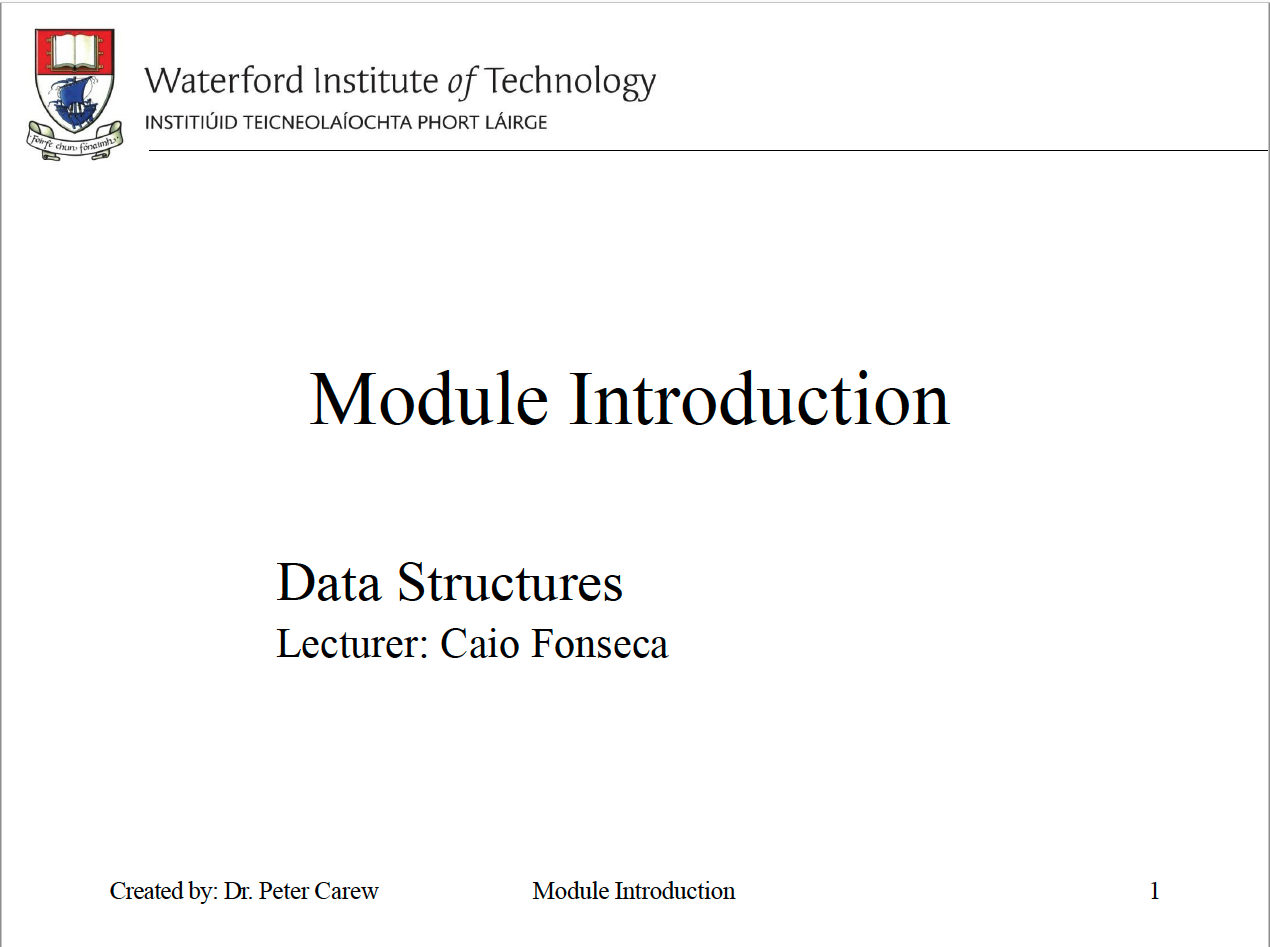 Waterford Institute of Technology
INSTITIÚID TEICNEOLAÍOCHTA PHORT LÁIRGE
Foirfe chun fónaimh
Module Introduction
Data Structures
Lecturer: Caio Fonseca
Created by: Dr. Peter Carew Module Introduction 1